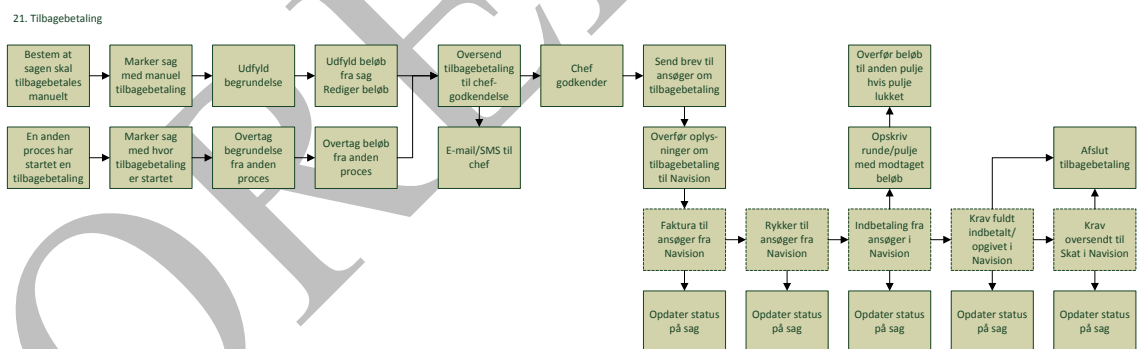 21. Tilbagebetaling
Bestem at
sagen skal
tilbagebetales
manuelt
Marker sag
med manuel
tilbagebetaling
Udfyld
begrundelse
Udfyld beløb
fra sag
Rediger beløb
Oversend
tilbagebetaling
til chef-
godkendelse
Chef
godkender
Send brev til
ansøger om
tilbagebetaling
Overfør beløb
til anden pulje
hvis pulje
lukket
En anden
proces har
startet en
tilbagebetaling
Marker sag
med hvor
tilbagebetaling
er startet
Overtag
begrundelse
fra anden
proces
Overtag beløb
fra anden
proces
E-mail/SMS til
chef
Overfør oplys-
ninger om
tilbagebetaling
til Navision
Opskriv
runde/pulje
med modtaget
beløb
Afslut
tilbagebetaling
Faktura til
ansøger fra
Navision
Rykker til
ansøger fra
Navision
Indbetaling fra
ansøger i
Navision
Krav fuldt
indbetalt/
opgivet i
Navision
Krav
oversendt til
Skat i Navision
Opdater status
på sag
Opdater status
på sag
Opdater status
på sag
Opdater status
på sag
Opdater status
på sag